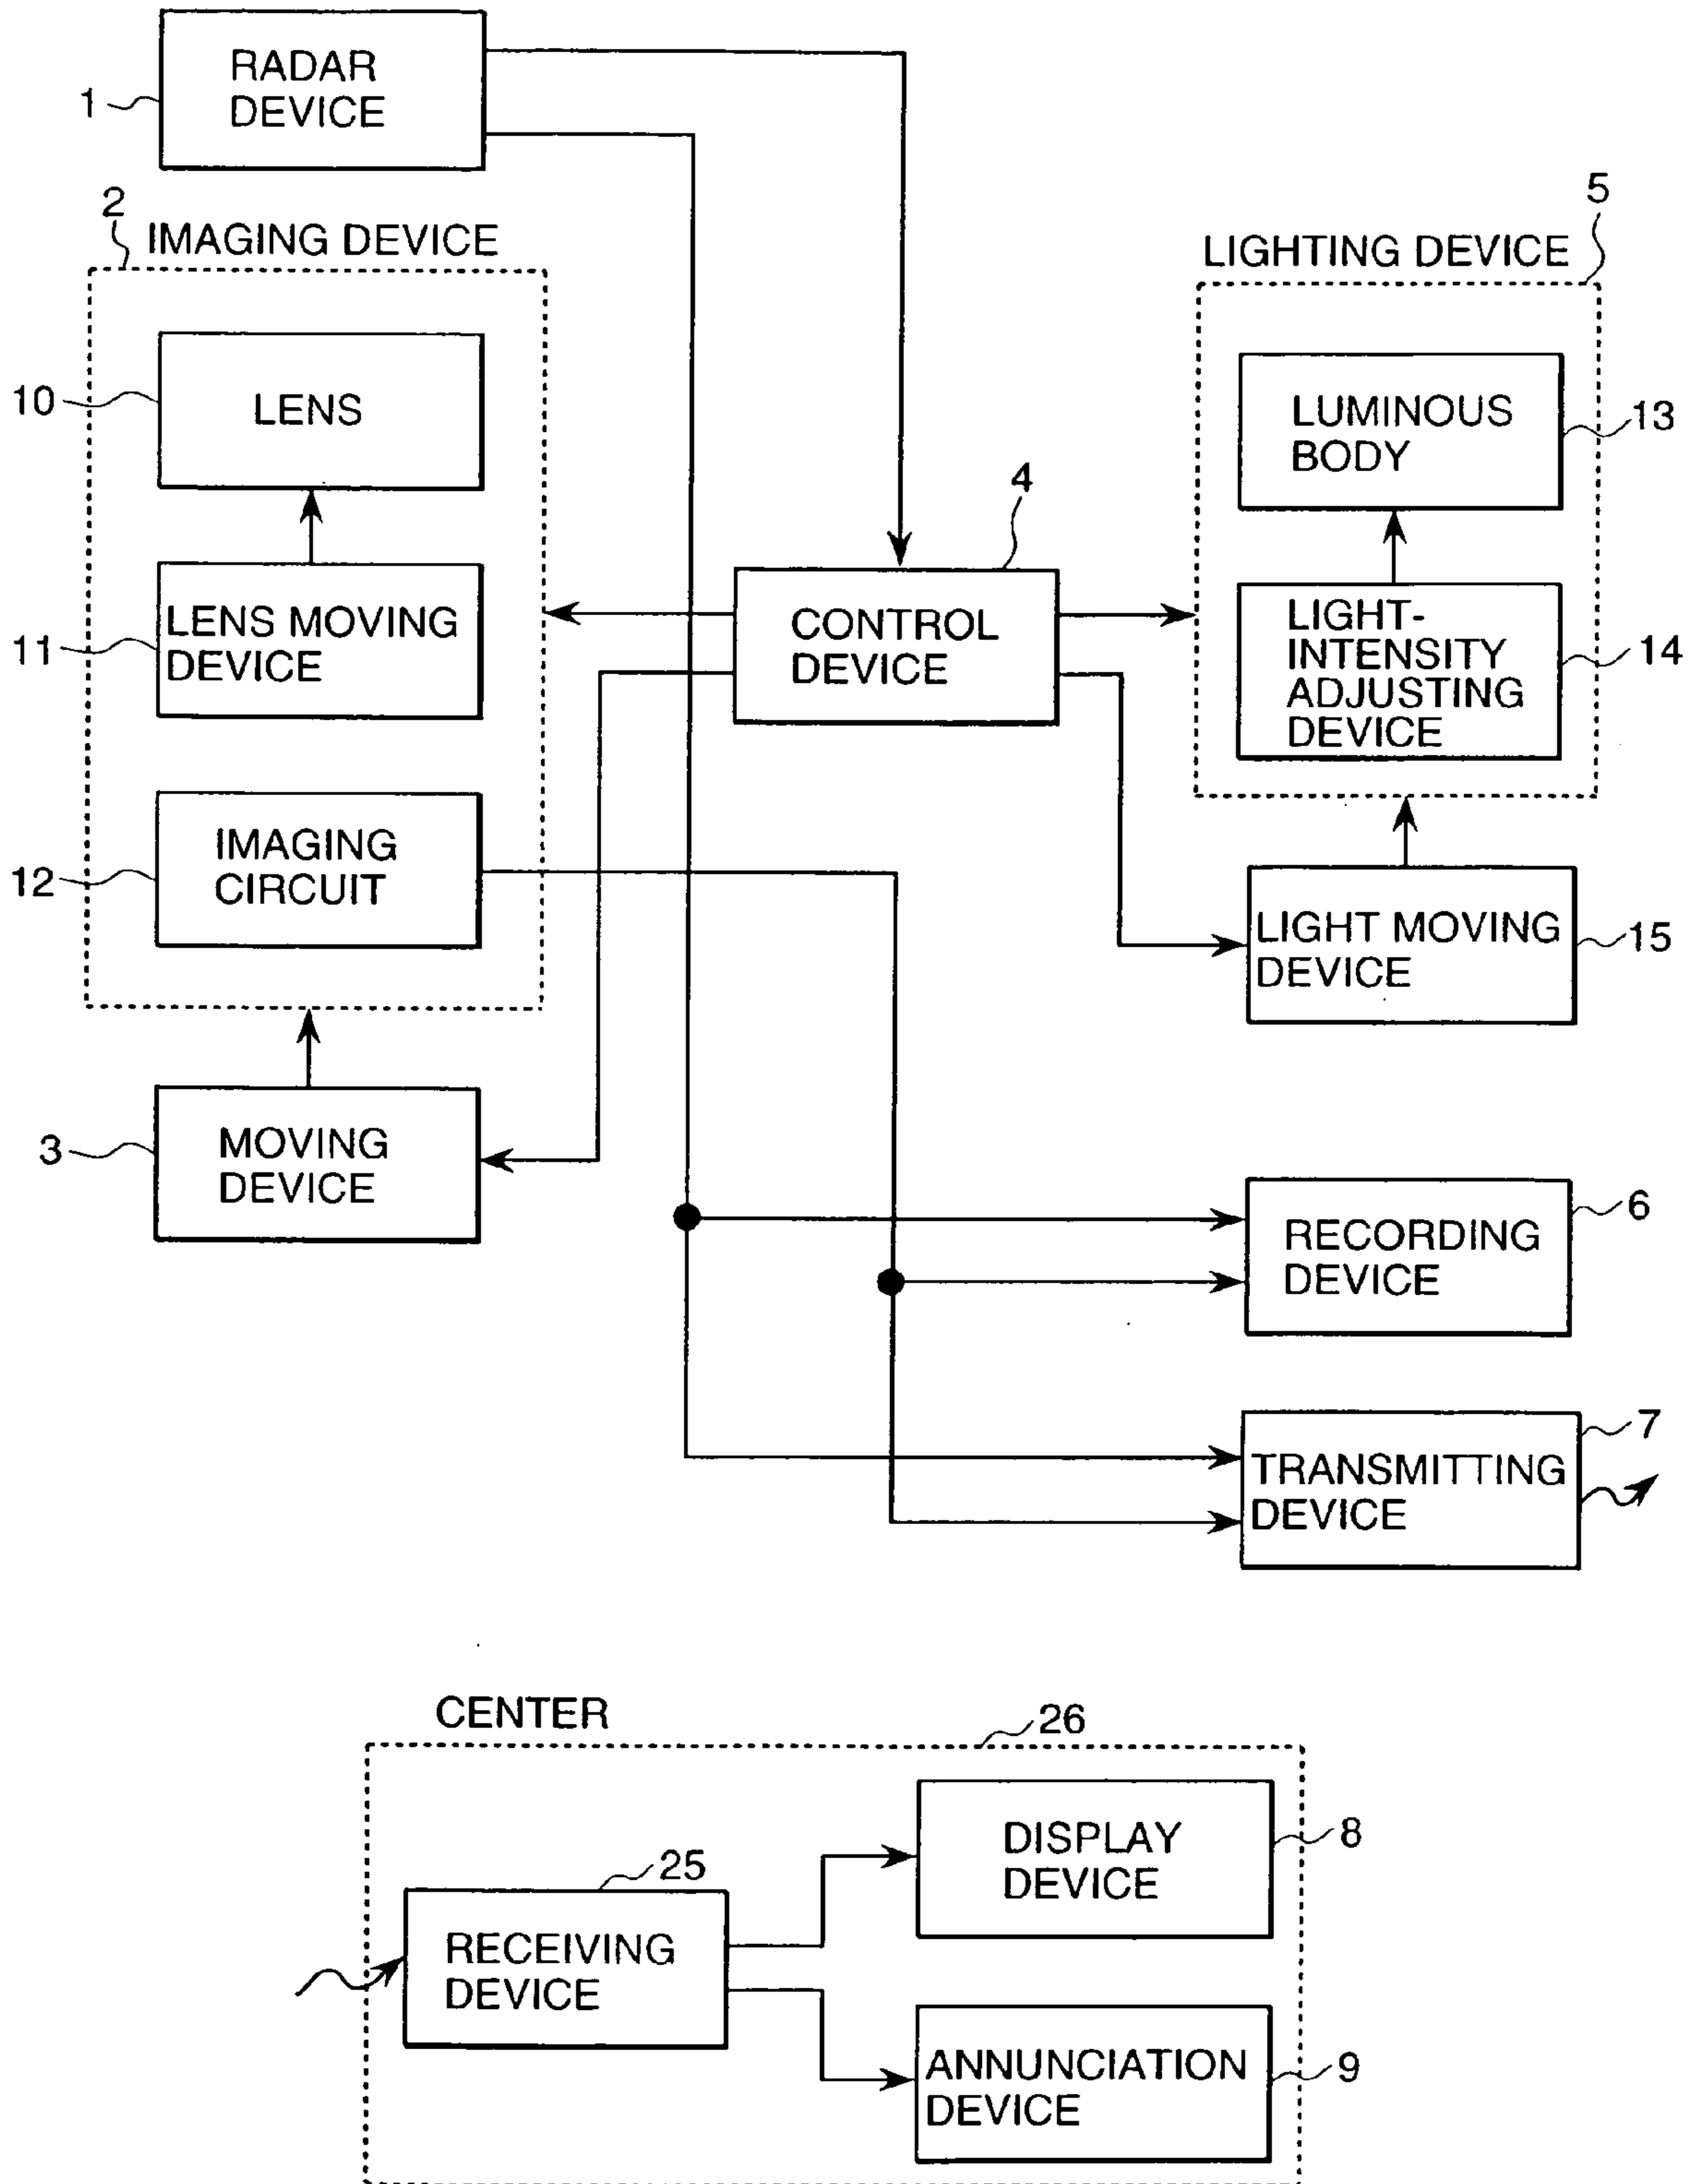 RADAR
DEVICE
1
2
IMAGING DEVICE
LENS
10
LENS MOVING
DEVICE
11
IMAGING
CIRCUIT
12
MOVING
DEVICE
3
CONTROL
DEVICE
4
5
LIGHTING DEVICE
LUMINOUS
BODY
13
LIGHT-
INTENSITY
ADJUSTING
DEVICE
14
LIGHT MOVING
DEVICE
15
RECORDING
DEVICE
6
TRANSMITTING
DEVICE
7
CENTER
26
RECEIVING
DEVICE
25
DISPLAY
DEVICE
8
ANNUNCIATION
DEVICE
9